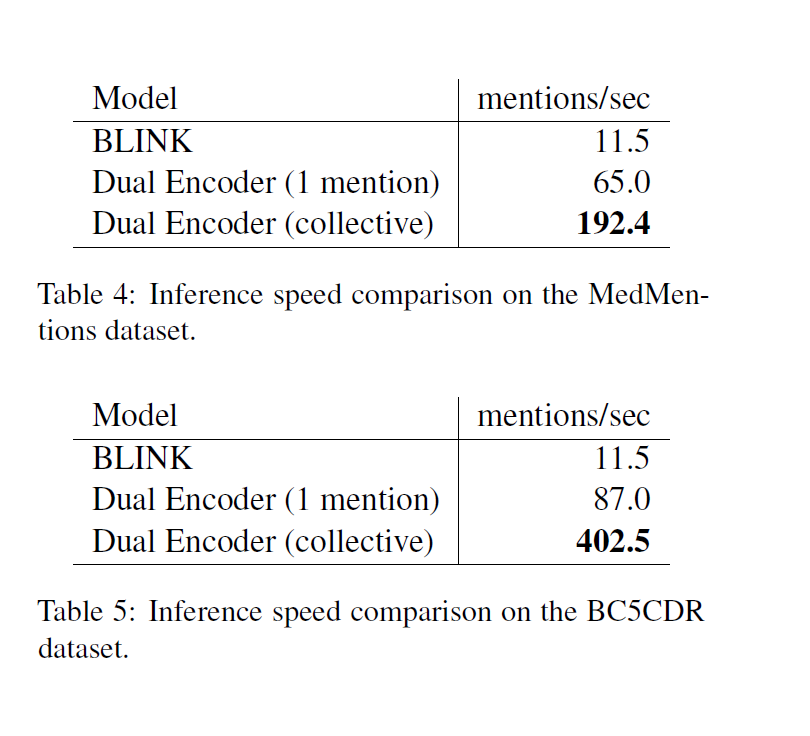 Model mentions/sec
BLINK 11.5
Dual Encoder (1 mention) 65.0
Dual Encoder (collective) 192.4
Table 4: Inference speed comparison on the MedMen-
tions dataset.
Model mentions/sec
BLINK 11.5
Dual Encoder (1 mention) 87.0
Dual Encoder (collective) 402.5
Table 5: Inference speed comparison on the BC5CDR
dataset.